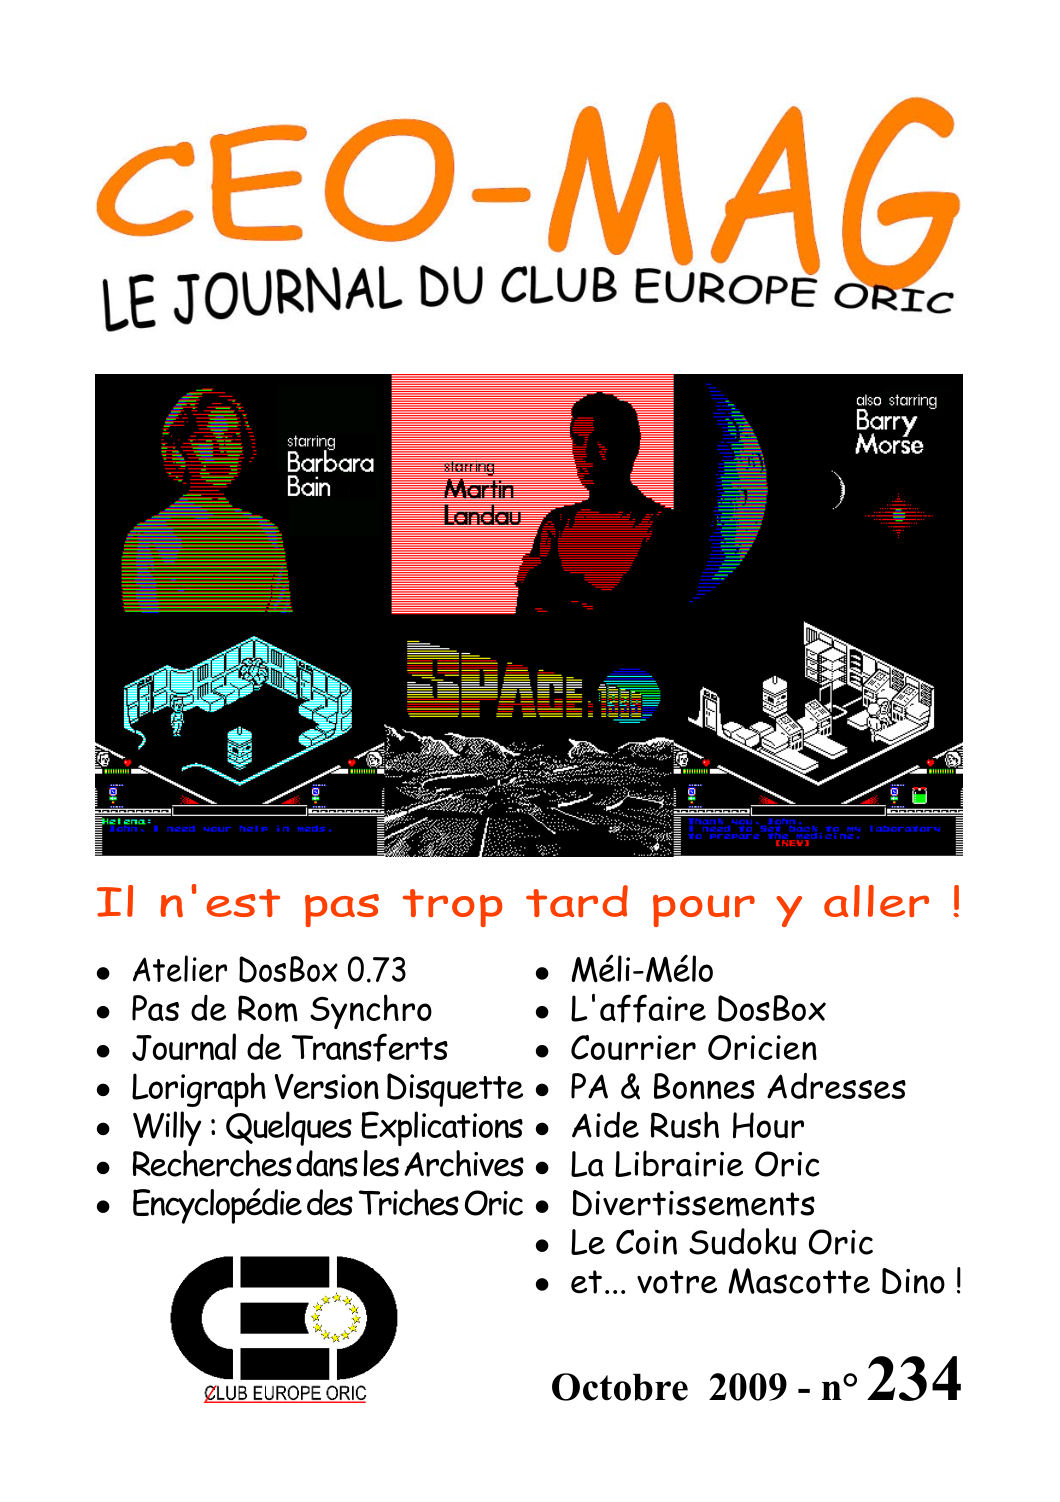 CEO-MAG
LE JOURNAL DU CLUB EUROPE ORIC
starring
Barbara
Bain
starring
Martin
Landau
also starring
Barry
Morse
SPACE:1999
Helena:
John, I need your help in meds.
Thank you, John.
I need to get back to my laboratory
to prepare the medicine.
[KEY]
Il n'est pas trop tard pour y aller !
• Atelier DosBox 0.73
• Pas de Rom Synchro
• Journal de Transferts
• Lorigraph Version Disquette
• Willy : Quelques Explications
• Recherches dans les Archives
• Encyclopédie des Triches Oric
• Méli-Mélo
• L'affaire DosBox
• Courrier Oricien
• PA & Bonnes Adresses
• Aide Rush Hour
• La Librairie Oric
• Divertissements
• Le Coin Sudoku Oric
• et... votre Mascotte Dino !
CEO
CLUB EUROPE ORIC
Octobre 2009 - n° 234